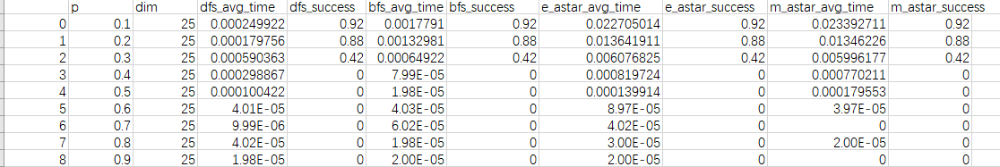 p dim dfs_avg_time dfs_success bfs_avg_time bfs_success e_astar_avg_time e_astar_success m_astar_avg_time m_astar_success
0 0.1 25 0.000249922 0.92 0.0017791 0.92 0.022705014 0.92 0.023392711 0.92
1 0.2 25 0.000179756 0.88 0.00132981 0.88 0.013641911 0.88 0.01346226 0.88
2 0.3 25 0.000590363 0.42 0.00064922 0.42 0.006076825 0.42 0.005996177 0.42
3 0.4 25 0.000298867 0 7.99E-05 0 0.000819724 0 0.000770211 0
4 0.5 25 0.000100422 0 1.98E-05 0 0.000139914 0 0.000179553 0
5 0.6 25 4.01E-05 0 4.03E-05 0 8.97E-05 0 3.97E-05 0
6 0.7 25 9.99E-06 0 6.02E-05 0 4.02E-05 0 0 0
7 0.8 25 4.02E-05 0 1.98E-05 0 3.00E-05 0 2.00E-05 0
8 0.9 25 1.98E-05 0 2.00E-05 0 2.00E-05 0 0 0